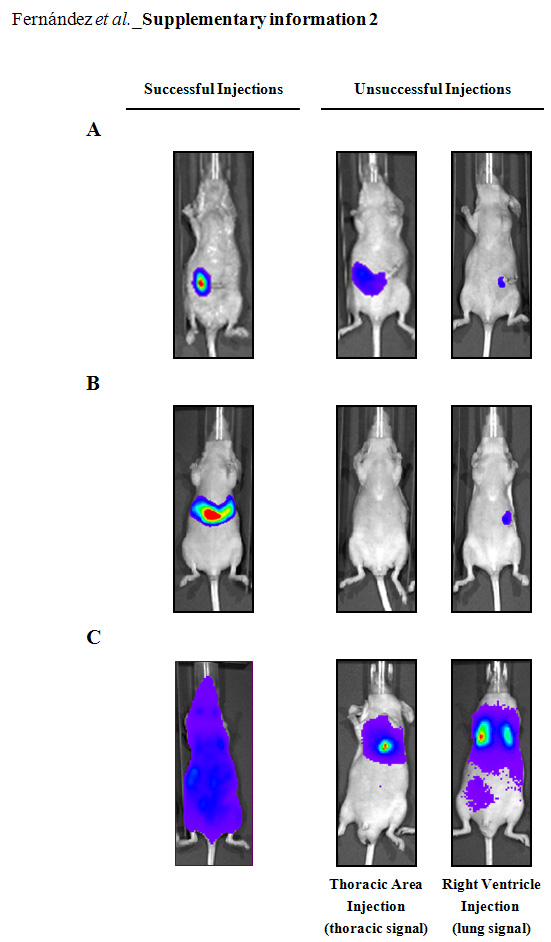 Fernández et al._Supplementary information 2
Successful Injections
Unsuccessful Injections
A
B
C
Thoracic Area
Injection
(thoracic signal)
Right Ventricle
Injection
(lung signal)